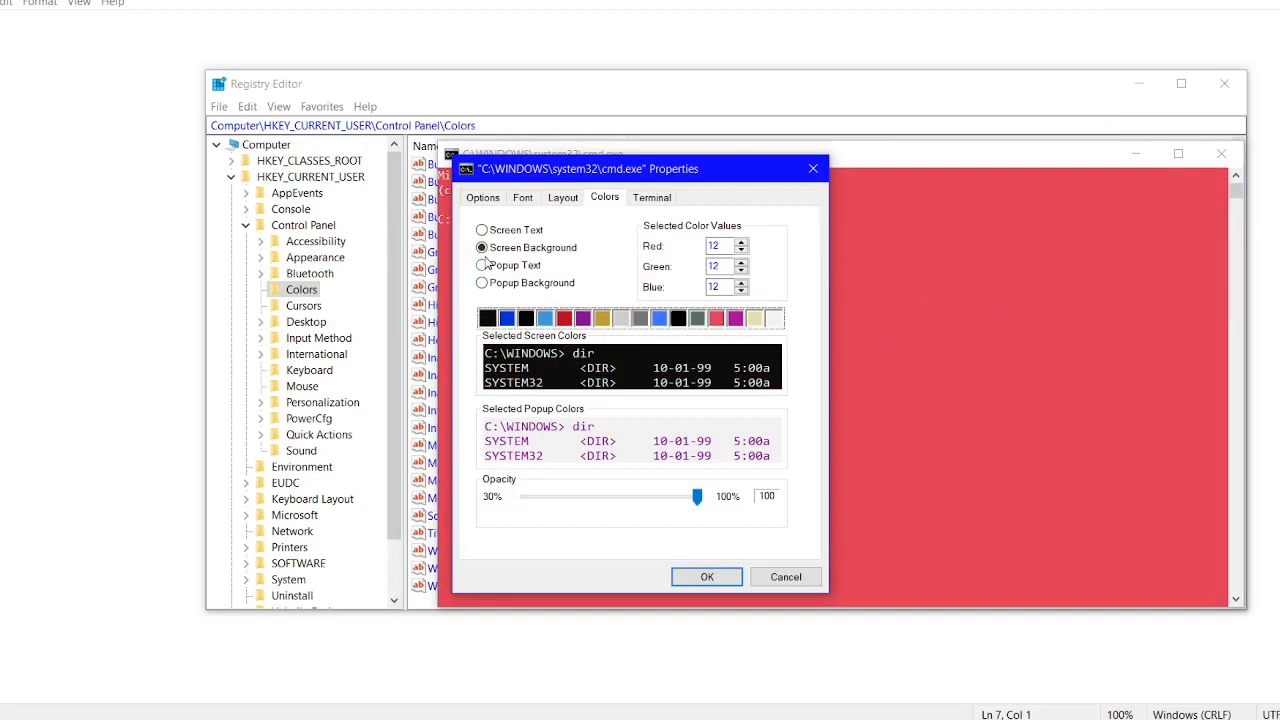 Format View Help
Registry Editor
File Edit View Favorites Help
Computer\HKEY_CURRENT_USER\Control Panel\Colors
Computer
HKEY_CLASSES_ROOT
HKEY_CURRENT_USER
AppEvents
Console
Control Panel
Accessibility
Appearance
Bluetooth
Colors
Cursors
Desktop
Input Method
International
Keyboard
Mouse
Personalization
PowerCfg
Quick Actions
Sound
Environment
EUDC
Keyboard Layout
Microsoft
Network
Printers
SOFTWARE
System
Uninstall
C:\WINDOWS\system32\cmd.exe
"C:\WINDOWS\system32\cmd.exe" Properties
Options Font Layout Colors Terminal
Screen Text
Screen Background
Popup Text
Popup Background
Selected Color Values
Red: 12
Green: 12
Blue: 12
Selected Screen Colors
C:\WINDOWS> dir
SYSTEM <DIR> 10-01-99 5:00a
SYSTEM32 <DIR> 10-01-99 5:00a
Selected Popup Colors
C:\WINDOWS> dir
SYSTEM <DIR> 10-01-99 5:00a
SYSTEM32 <DIR> 10-01-99 5:00a
Opacity
30% 100% 100
OK Cancel
Ln 7, Col 1 100% Windows (CRLF)